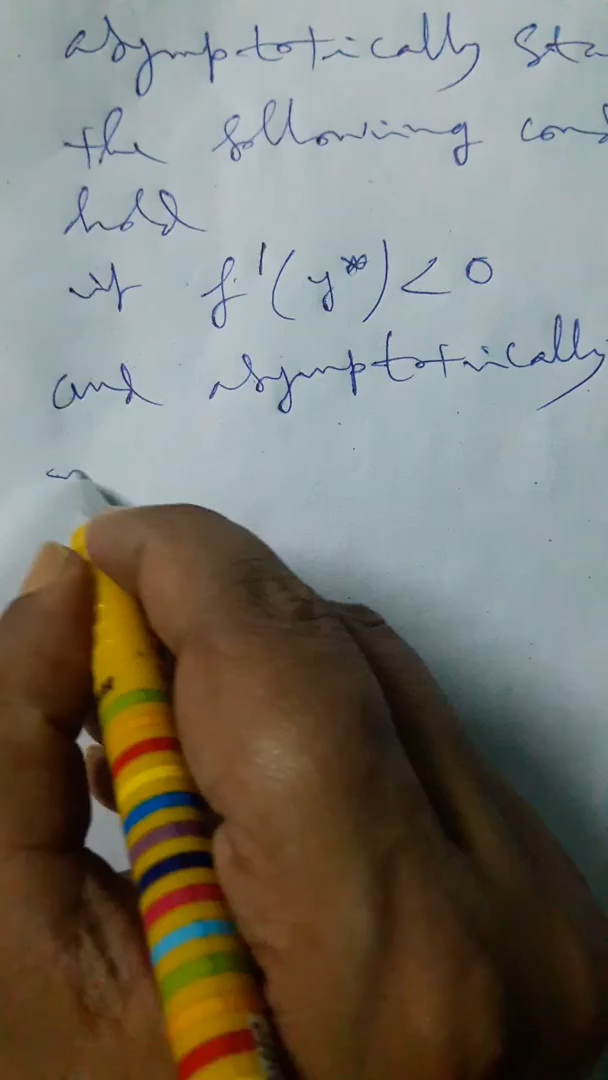 asymptotically sta
the following cond
hold
if f'(y*) < 0
and asymptotically